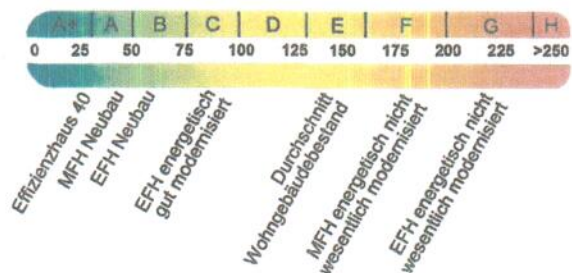 A+ A B C D E F G H
0 25 50 75 100 125 150 175 200 225 >250
Effizienzhaus 40
MFH Neubau
EFH Neubau
EFH energetisch
gut modernisiert
Durchschnitt
Wohngebäudebestand
MFH energetisch nicht
wesentlich modernisiert
EFH energetisch nicht
wesentlich modernisiert